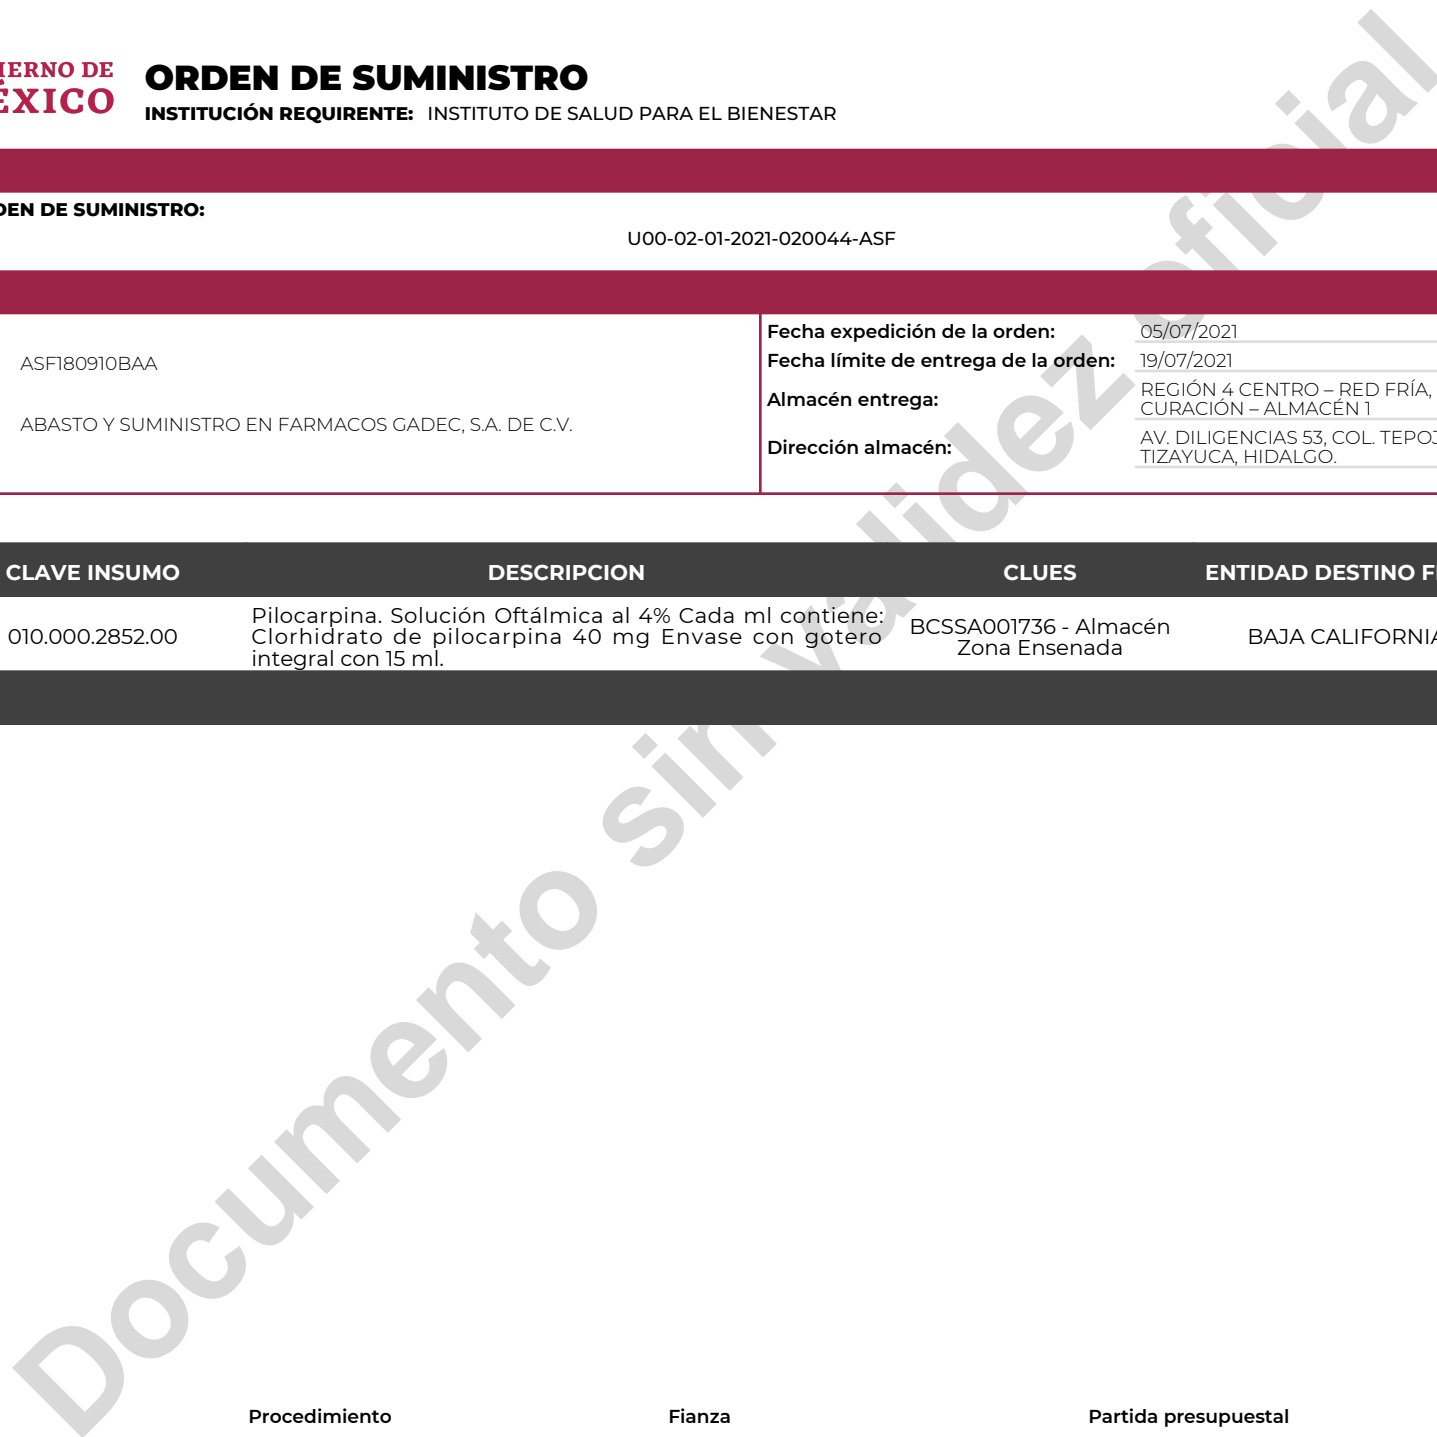 IERNO DE
ÉXICO
ORDEN DE SUMINISTRO
INSTITUCIÓN REQUIRENTE: INSTITUTO DE SALUD PARA EL BIENESTAR
DEN DE SUMINISTRO:
U00-02-01-2021-020044-ASF
ASF180910BAA
ABASTO Y SUMINISTRO EN FARMACOS GADEC, S.A. DE C.V.
Fecha expedición de la orden: 05/07/2021
Fecha límite de entrega de la orden: 19/07/2021
Almacén entrega: REGIÓN 4 CENTRO – RED FRÍA,
CURACIÓN – ALMACÉN 1
Dirección almacén: AV. DILIGENCIAS 53, COL. TEPOJ
TIZAYUCA, HIDALGO.
CLAVE INSUMO DESCRIPCION CLUES ENTIDAD DESTINO F
010.000.2852.00
Pilocarpina. Solución Oftálmica al 4% Cada ml contiene:
Clorhidrato de pilocarpina 40 mg Envase con gotero
integral con 15 ml.
BCSSA001736 - Almacén
Zona Ensenada
BAJA CALIFORNIA
Documento sin validez oficial
Procedimiento Fianza Partida presupuestal